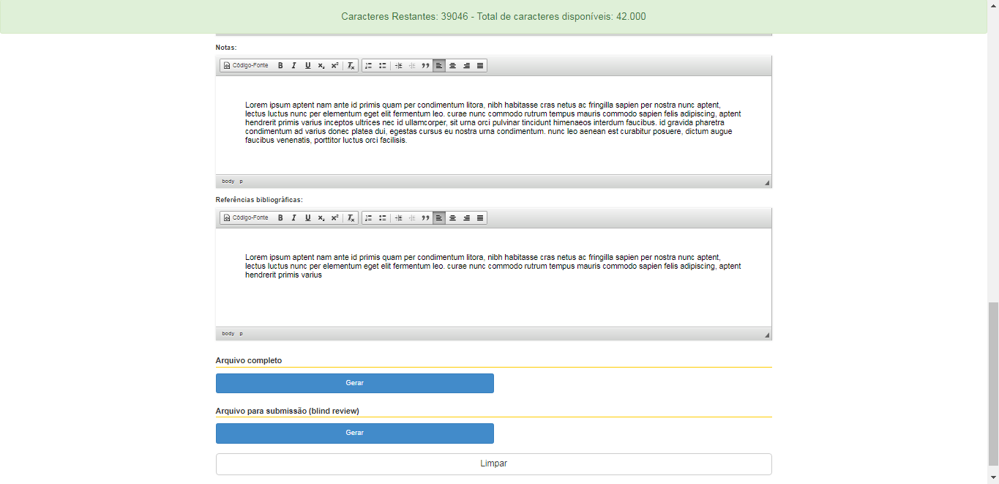 Caracteres Restantes: 39046 - Total de caracteres disponíveis: 42.000
Notas:
Código-Fonte B I U x₂ x² Tx
Lorem ipsum aptent nam ante id primis quam per condimentum litora, nibh habitasse cras netus ac fringilla sapien per nostra nunc aptent,
lectus luctus nunc per elementum eget elit fermentum leo. curae nunc commodo rutrum tempus mauris commodo sapien felis adipiscing, aptent
hendrerit primis varius inceptos ultrices nec id ullamcorper, sit urna orci pulvinar tincidunt himenaeos interdum faucibus. id gravida pharetra
condimentum ad varius donec platea dui, egestas cursus eu nostra urna condimentum. nunc leo aenean est curabitur posuere, dictum augue
faucibus venenatis, porttitor luctus orci facilisis.
body p
Referências bibliográficas:
Código-Fonte B I U x₂ x² Tx
Lorem ipsum aptent nam ante id primis quam per condimentum litora, nibh habitasse cras netus ac fringilla sapien per nostra nunc aptent,
lectus luctus nunc per elementum eget elit fermentum leo. curae nunc commodo rutrum tempus mauris commodo sapien felis adipiscing, aptent
hendrerit primis varius
body p
Arquivo completo
Gerar
Arquivo para submissão (blind review)
Gerar
Limpar